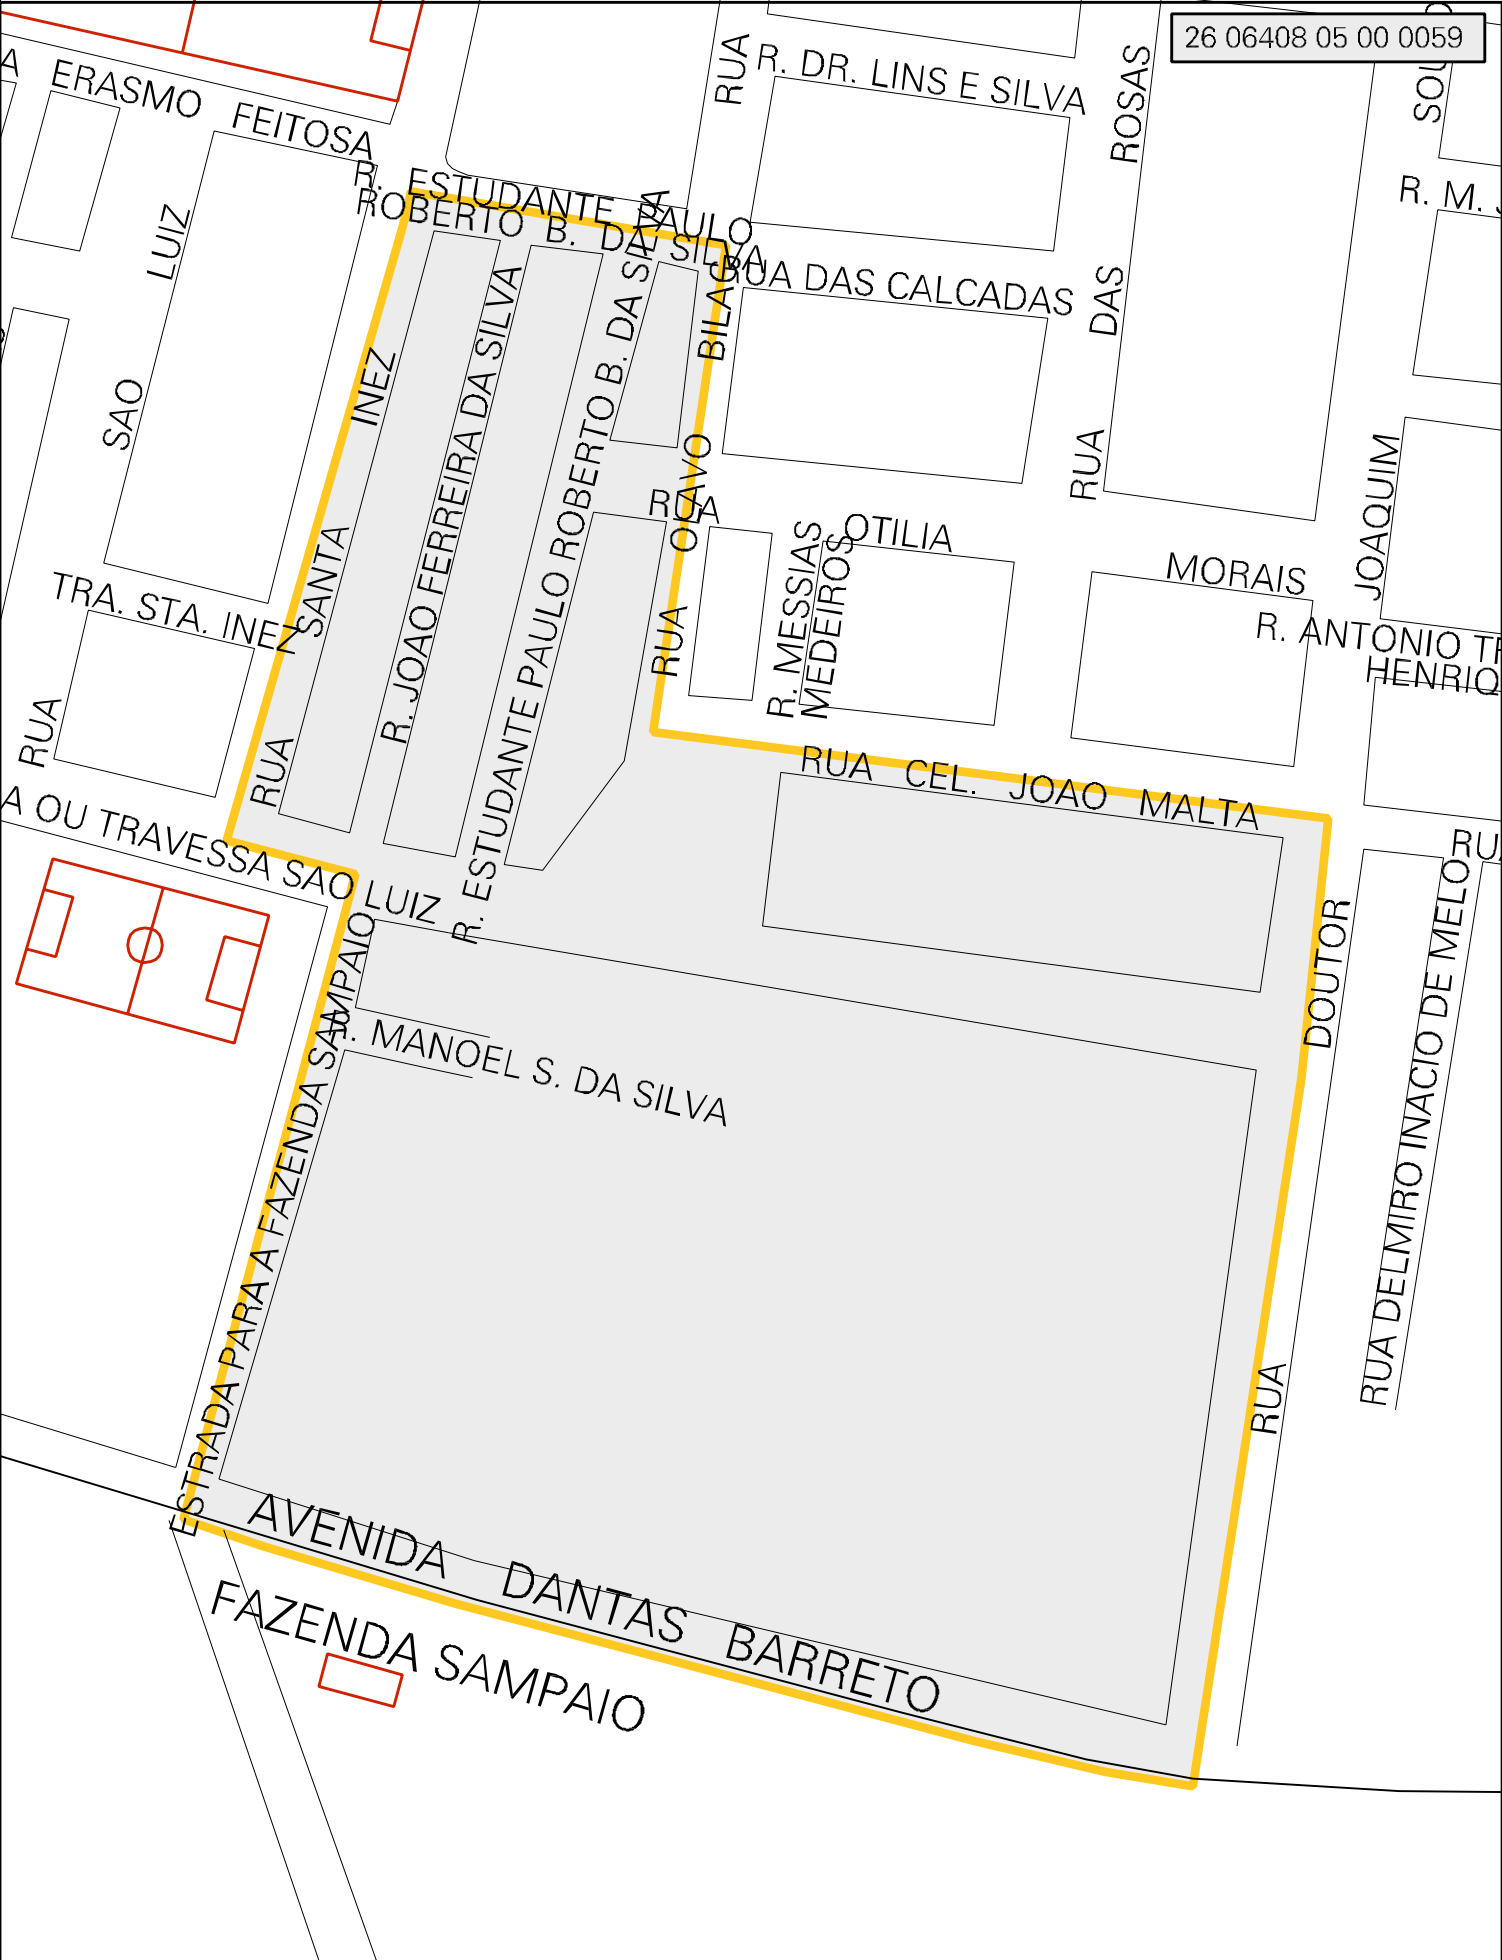 26 06408 05 00 0059
RUA
R. DR. LINS E SILVA
ROSAS
ERASMO FEITOSA
R. ESTUDANTE PAULO
ROBERTO B. DA SILVA
R. M.
LUIZ
RUA DAS CALCADAS
DAS
BILAC
INEZ
SAO
R. JOAO FERREIRA DA SILVA
R. ESTUDANTE PAULO ROBERTO B. DA SILVA
RUA
OLAVO
RUA
OTILIA
MORAIS
JOAQUIM
SANTA
TRA. STA. INEZ
R. MESSIAS
MEDEIROS
R. ANTONIO
HENRIQ
RUA
RUA
RUA
RUA CEL. JOAO MALTA
A OU TRAVESSA SAO LUIZ
DOUTOR
RUA DELMIRO INACIO DE MELO
R. MANOEL S. DA SILVA
ESTRADA PARA A FAZENDA SAMPAIO
RUA
AVENIDA DANTAS BARRETO
FAZENDA SAMPAIO